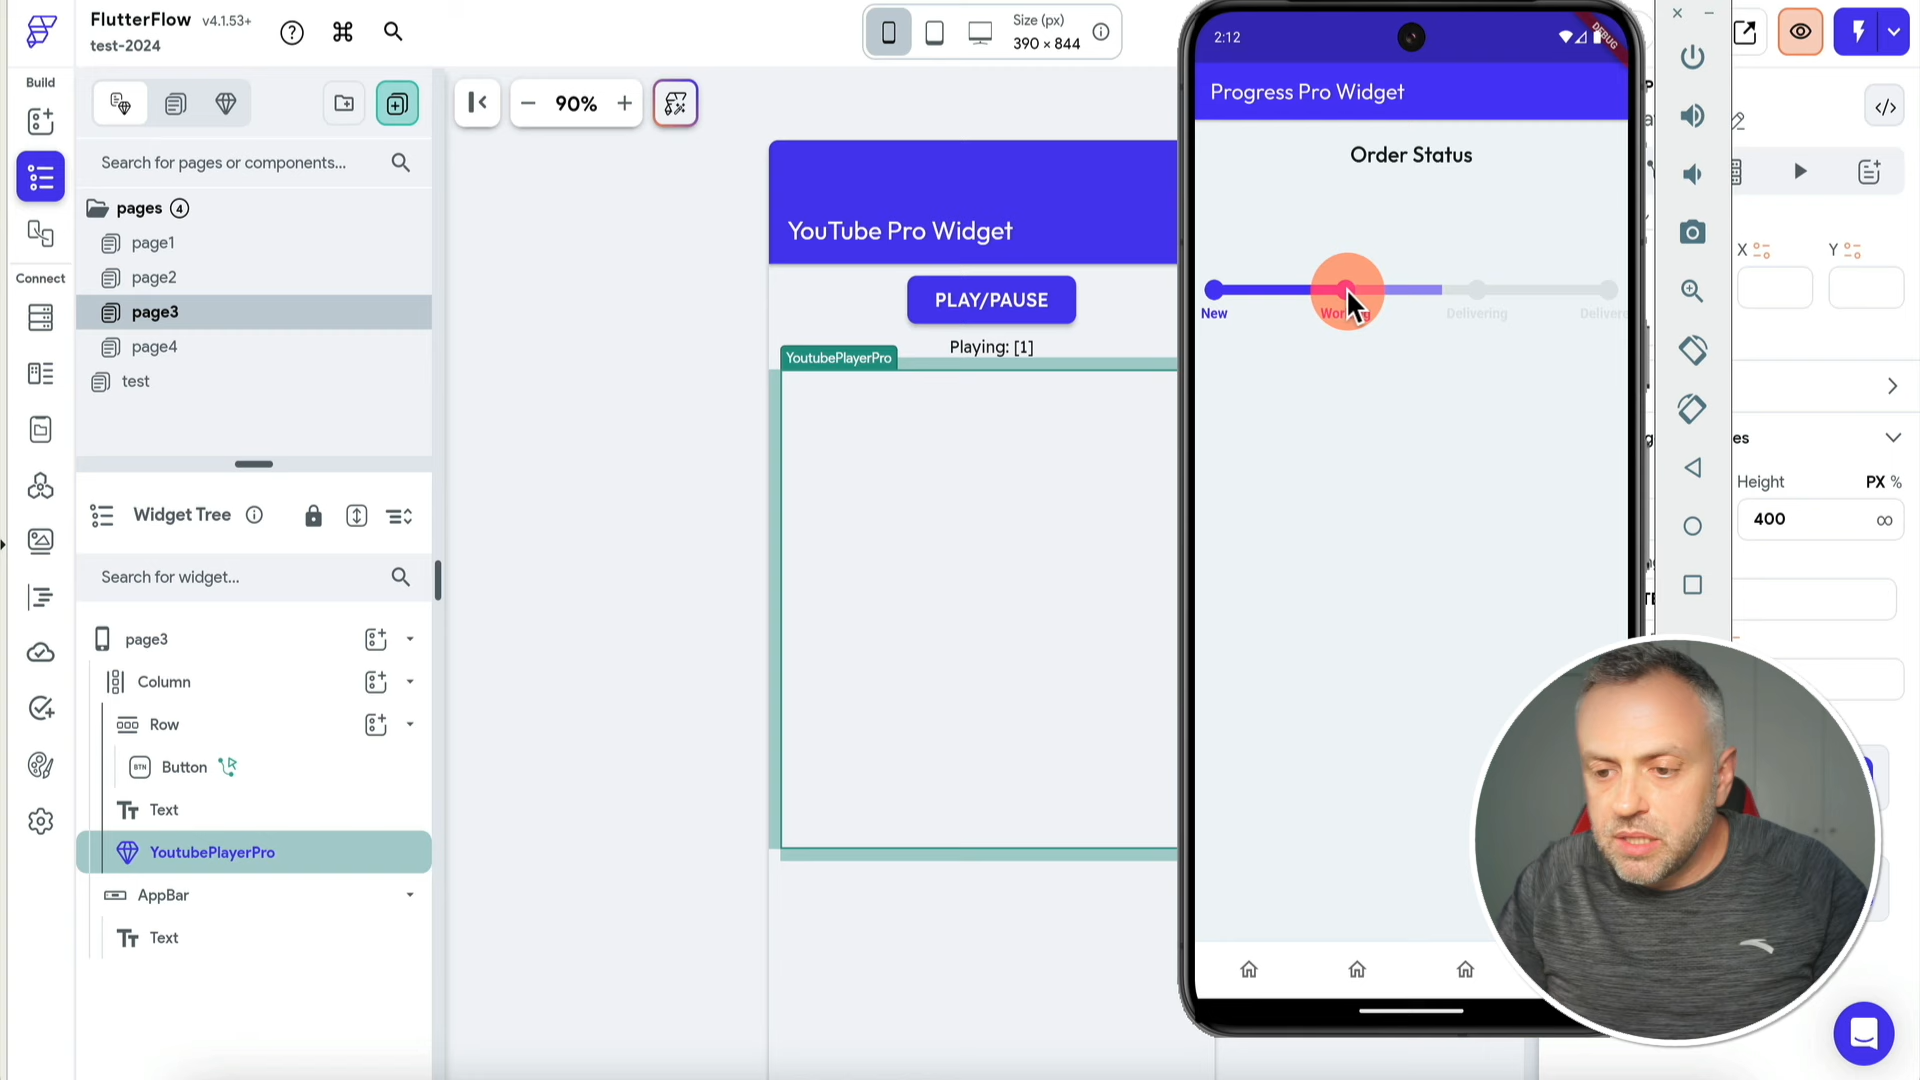 FlutterFlow v4.1.53+
test-2024
Size (px)
390 × 844
Build
Connect
90%
Search for pages or components...
pages 4
page1
page2
page3
page4
test
Widget Tree
Search for widget...
page3
Column
Row
BTN Button
Text
YoutubePlayerPro
AppBar
Text
YouTube Pro Widget
PLAY/PAUSE
Playing: [1]
YoutubePlayerPro
2:12
DEBUG
Progress Pro Widget
Order Status
New
Delivering
X
Y
Height PX %
400 ∞